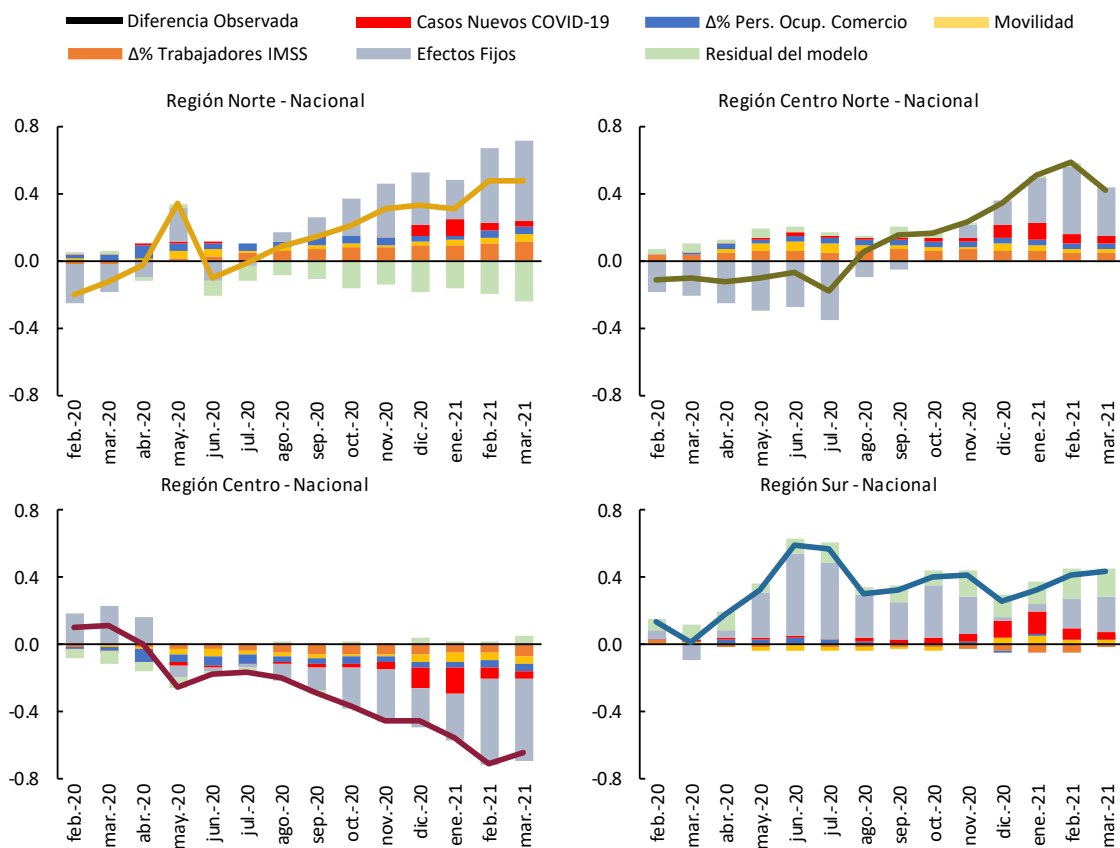 Diferencia Observada Casos Nuevos COVID-19 Δ% Pers. Ocup. Comercio Movilidad
Δ% Trabajadores IMSS Efectos Fijos Residual del modelo
Región Norte - Nacional
0.8
0.4
0.0
-0.4
-0.8
feb.-20
mar.-20
abr.-20
may.-20
jun.-20
jul.-20
ago.-20
sep.-20
oct.-20
nov.-20
dic.-20
ene.-21
feb.-21
mar.-21
Región Centro Norte - Nacional
0.8
0.4
0.0
-0.4
-0.8
feb.-20
mar.-20
abr.-20
may.-20
jun.-20
jul.-20
ago.-20
sep.-20
oct.-20
nov.-20
dic.-20
ene.-21
feb.-21
mar.-21
Región Centro - Nacional
0.8
0.4
0.0
-0.4
-0.8
feb.-20
mar.-20
abr.-20
may.-20
jun.-20
jul.-20
ago.-20
sep.-20
oct.-20
nov.-20
dic.-20
ene.-21
feb.-21
mar.-21
Región Sur - Nacional
0.8
0.4
0.0
-0.4
-0.8
feb.-20
mar.-20
abr.-20
may.-20
jun.-20
jul.-20
ago.-20
sep.-20
oct.-20
nov.-20
dic.-20
ene.-21
feb.-21
mar.-21